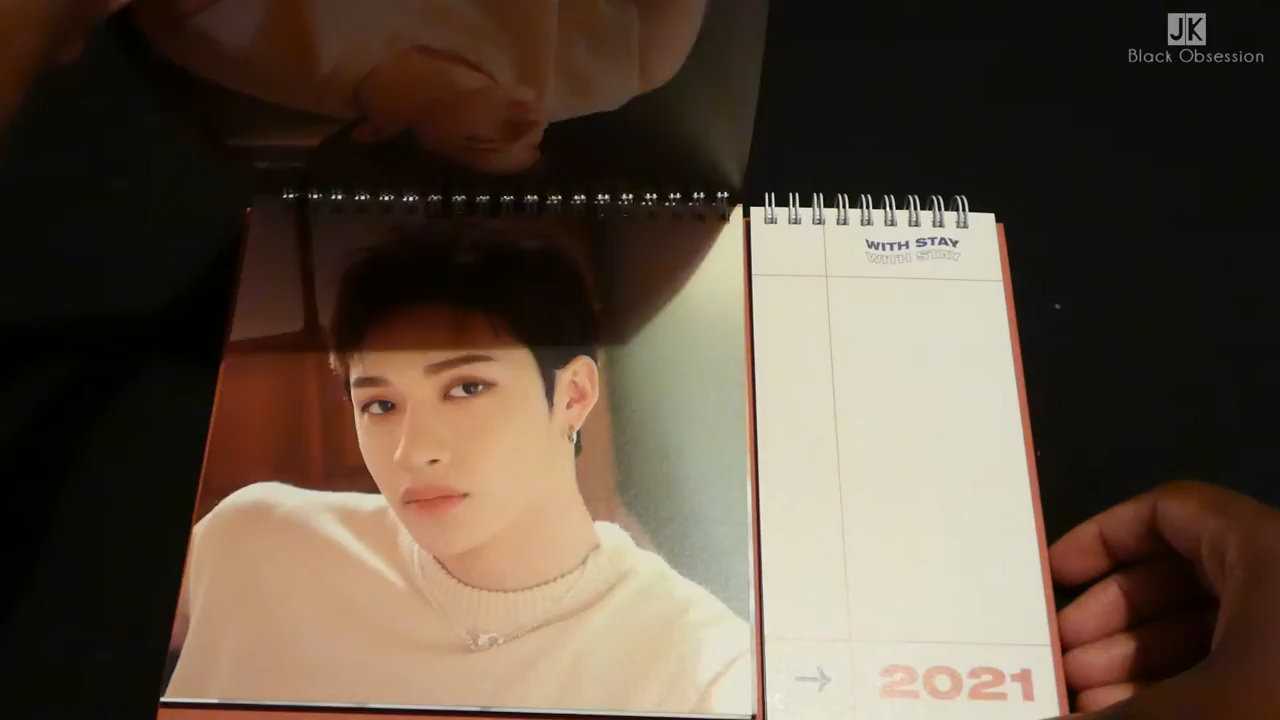 JK
Black Obsession
WITH STAY
WITH STAY
→ 2021